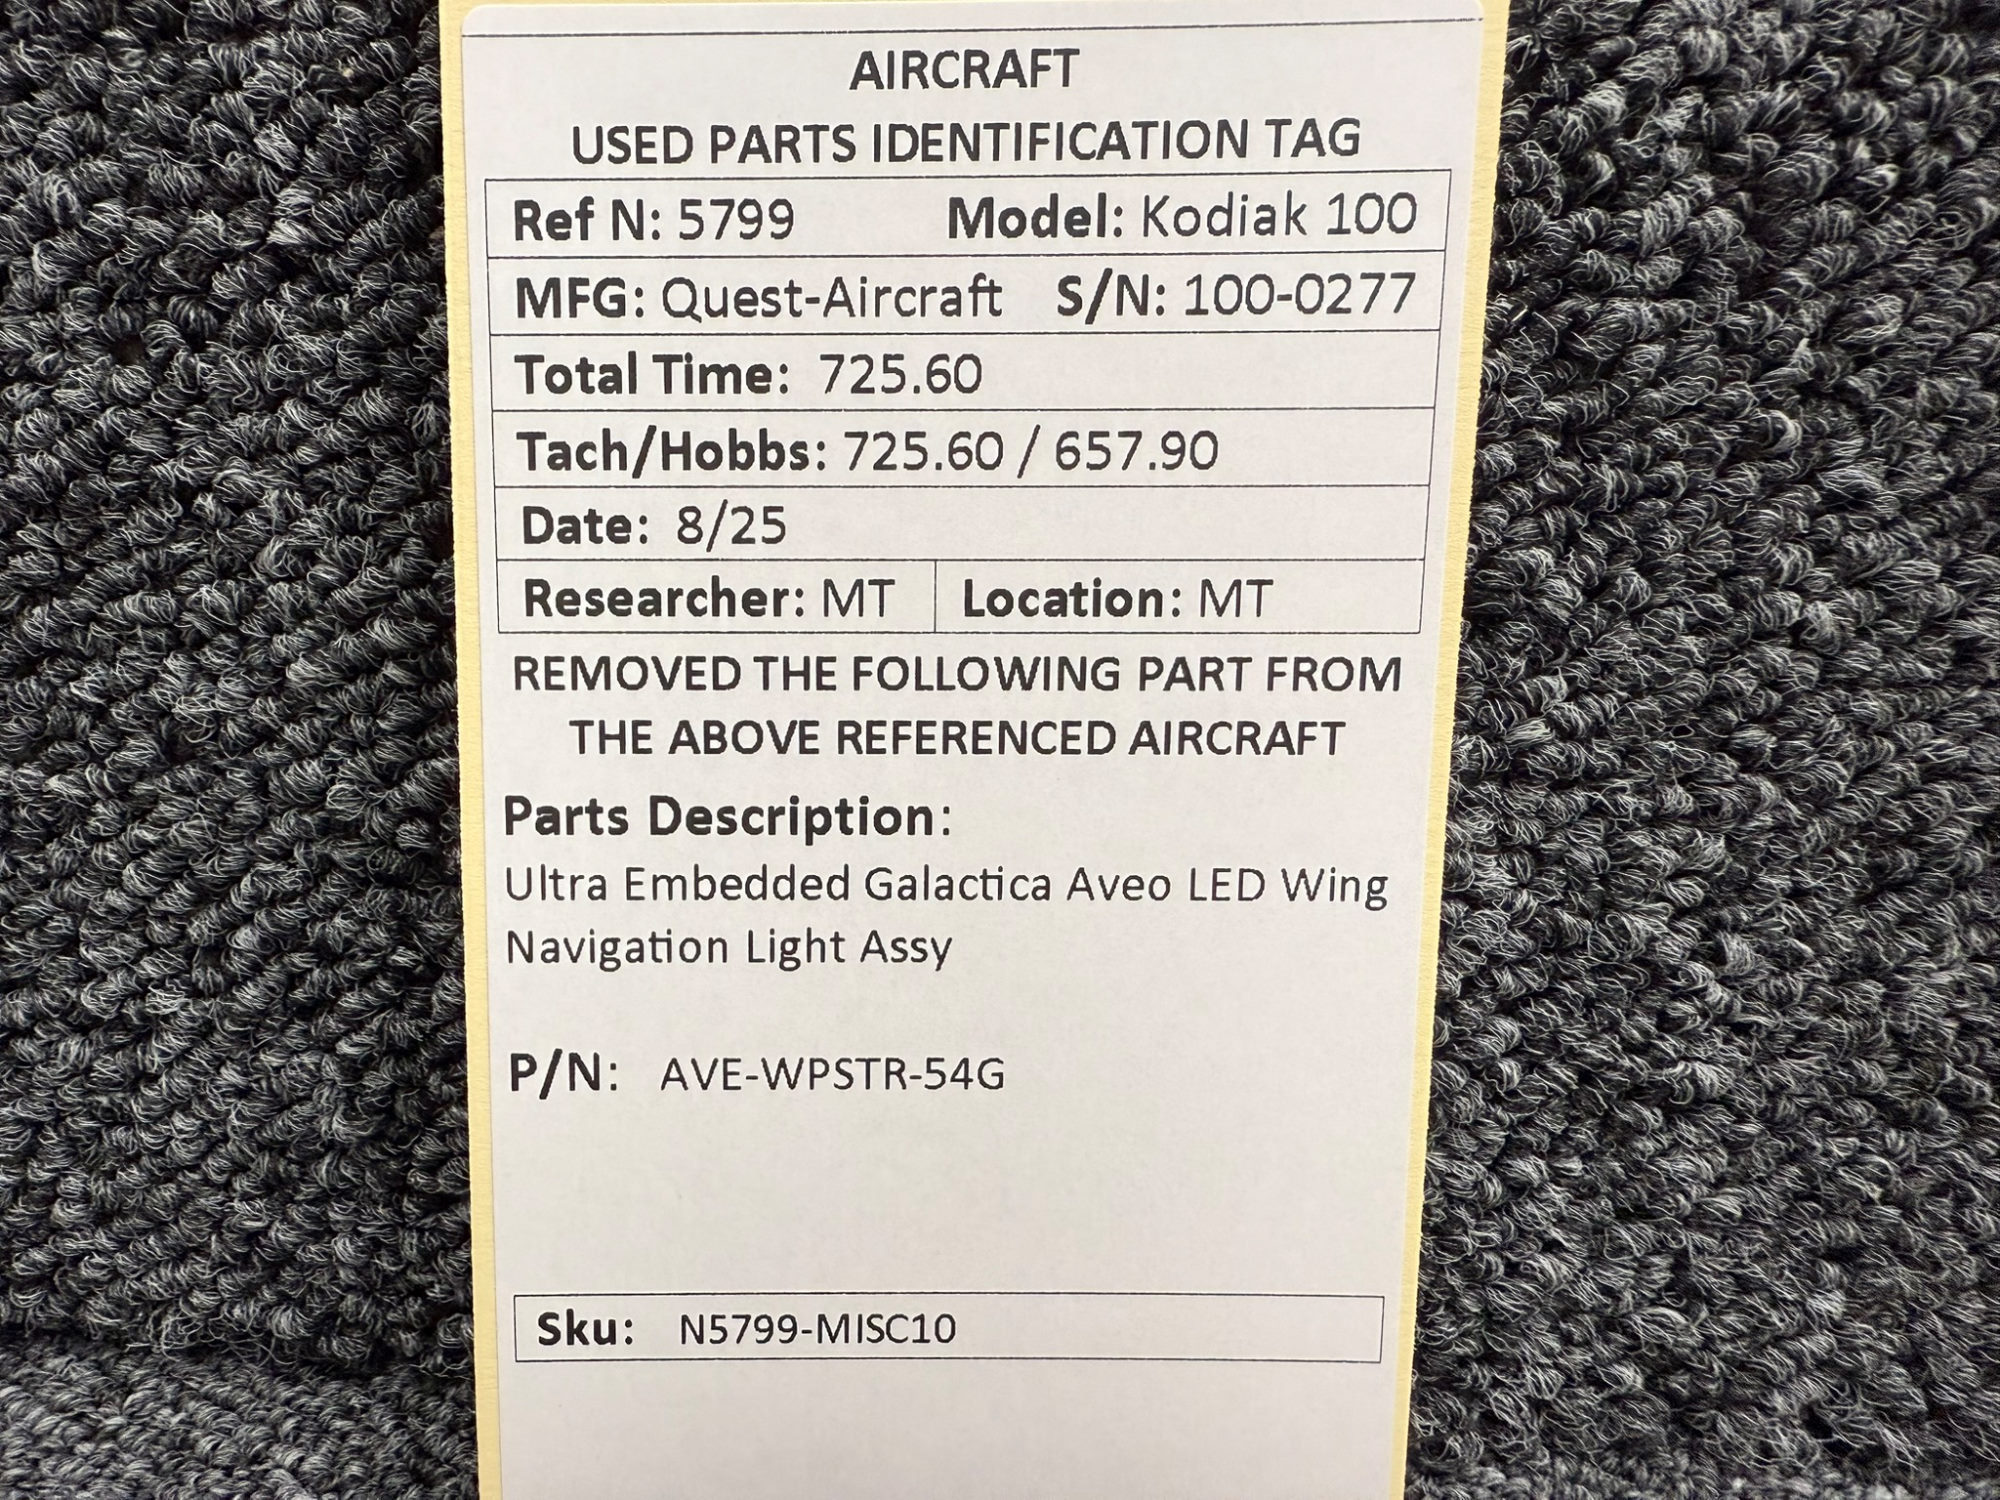 AIRCRAFT
USED PARTS IDENTIFICATION TAG
Ref N: 5799 Model: Kodiak 100
MFG: Quest-Aircraft S/N: 100-0277
Total Time: 725.60
Tach/Hobbs: 725.60 / 657.90
Date: 8/25
Researcher: MT Location: MT
REMOVED THE FOLLOWING PART FROM
THE ABOVE REFERENCED AIRCRAFT
Parts Description:
Ultra Embedded Galactica Aveo LED Wing
Navigation Light Assy
P/N: AVE-WPSTR-54G
Sku: N5799-MISC10